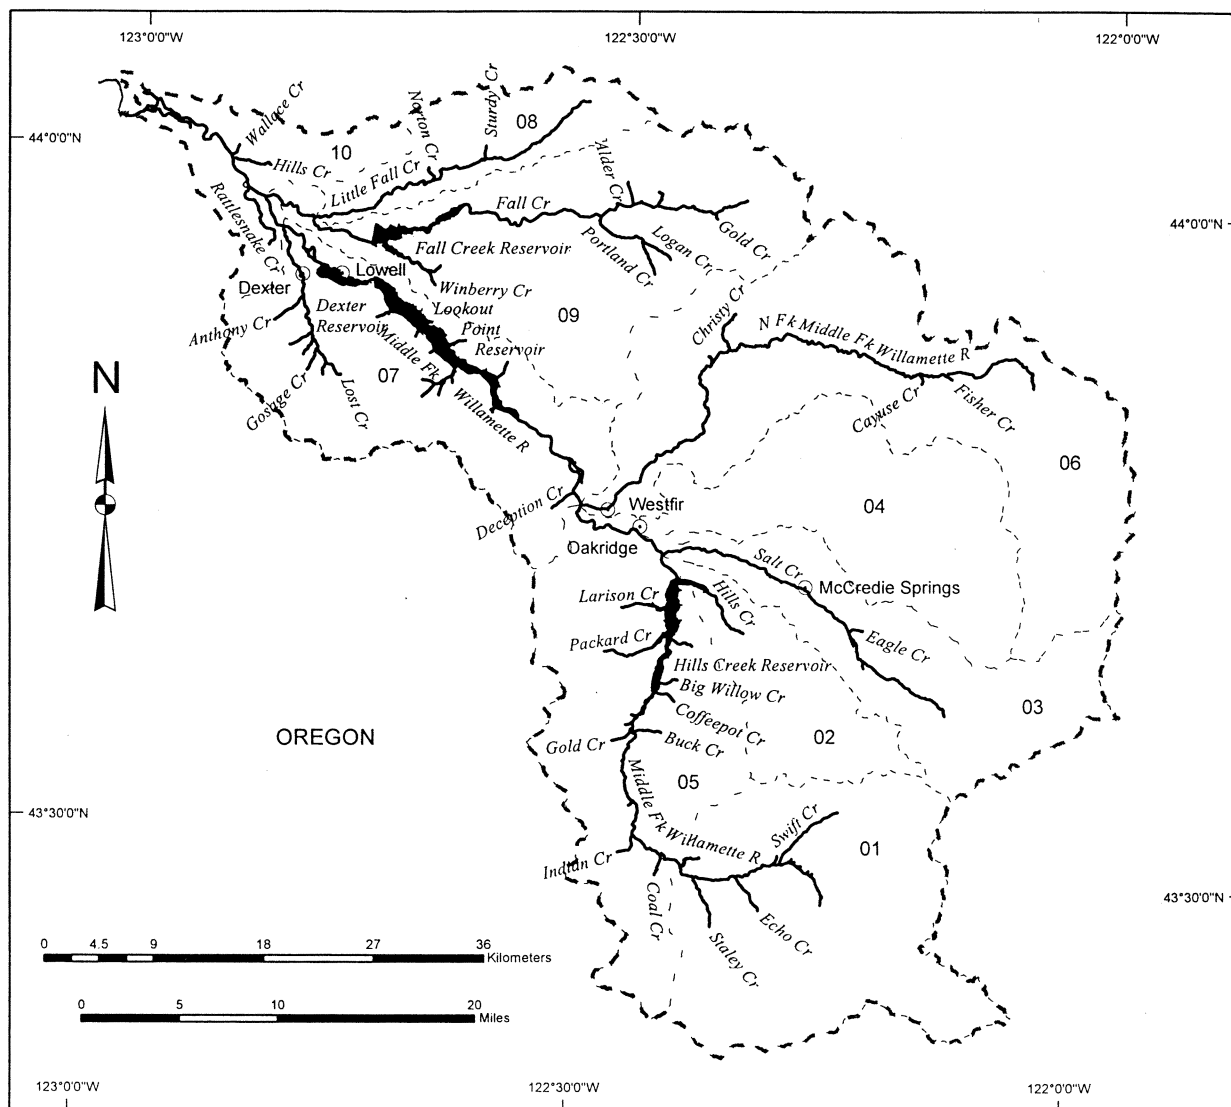 123°0'0"W
122°30'0"W
122°0'0"W
44°0'0"N
Wallace Cr
Norton Cr
Sturpy Cr
08
10
Hills Cr
Little Fall Cr
Alder Cr
Rattlesnake Cr
Fall Cr
Gold Cr
44°0'0"N
Portland Cr
Logan Cr
Fall Creek Reservoir
Lowell
Dexter
Winberry Cr
Dexter
Reservoir
Lookout
Point
Reservoir
09
Christy Cr
N Fk Middle Fk Willamette R
Anthony Cr
Middle Fk
Willamette R
07
Gosage Cr
Lost Cr
N
Cayuse Cr
Fisher Cr
06
Deception Cr
Westfir
04
Oakridge
Salt Cr
McCredie Springs
Larison Cr
Hills Cr
Packard Cr
Eagle Cr
Hills Creek Reservoir
Big Willow Cr
Coffeepot Cr
03
OREGON
Gold Cr
Buck Cr
02
05
Middle Fk Willamette R
43°30'0"N
Swift Cr
01
Indian Cr
Coal Cr
Staley Cr
Echo Cr
43°30'0"N
0 4.5 9 18 27 36
Kilometers
0 5 10 20
Miles
123°0'0"W
122°30'0"W
122°0'0"W